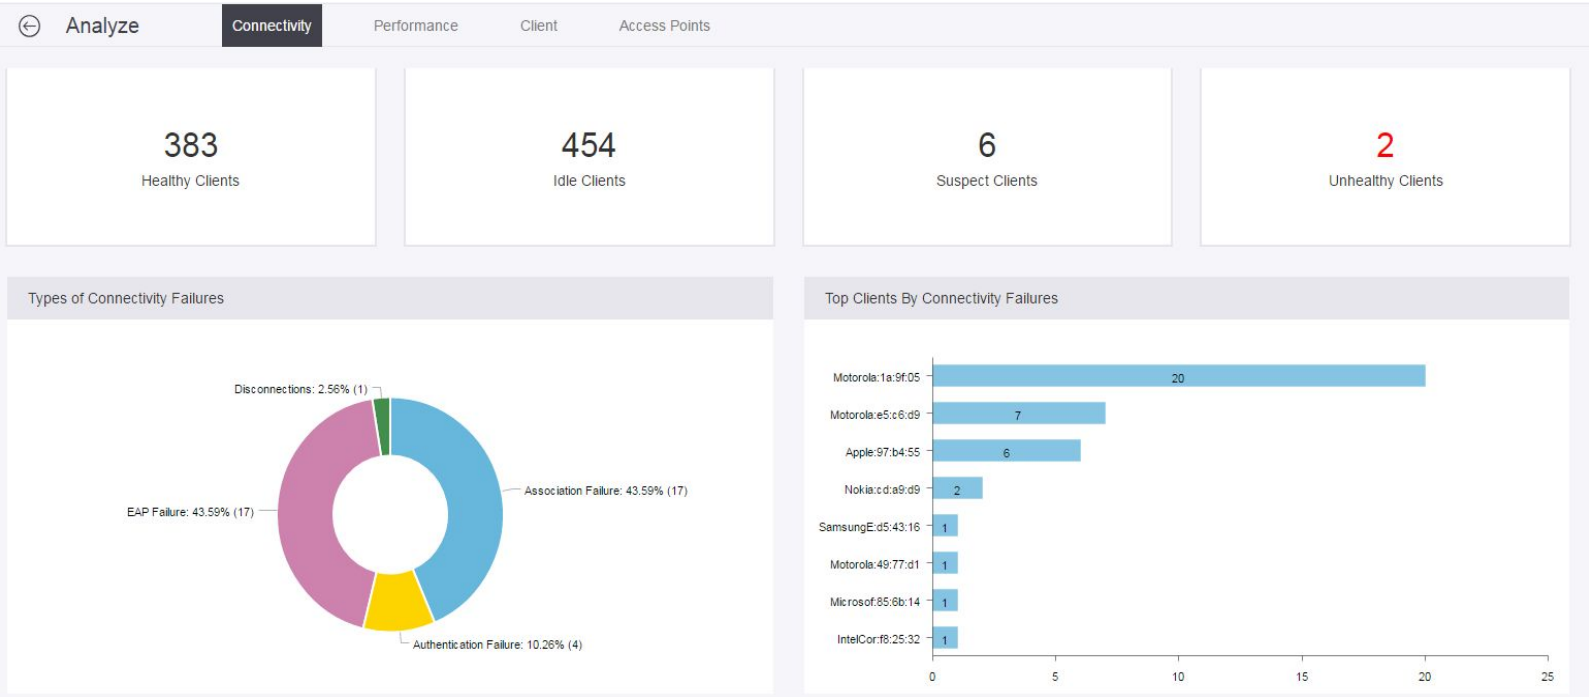 Analyze Connectivity Performance Client Access Points
383 454 6 2
Healthy Clients Idle Clients Suspect Clients Unhealthy Clients
Types of Connectivity Failures
Disconnections: 2.56% (1)
Association Failure: 43.59% (17)
EAP Failure: 43.59% (17)
Authentication Failure: 10.26% (4)
Top Clients By Connectivity Failures
Motorola:1a:9f:05 20
Motorola:e5:c6:d9 7
Apple:97:b4:55 6
Nokia:cd:a9:d9 2
SamsungE:d5:43:16 1
Motorola:49:77:d1 1
Microsof:85:6b:14 1
IntelCor:f8:25:32 1
0 5 10 15 20 25